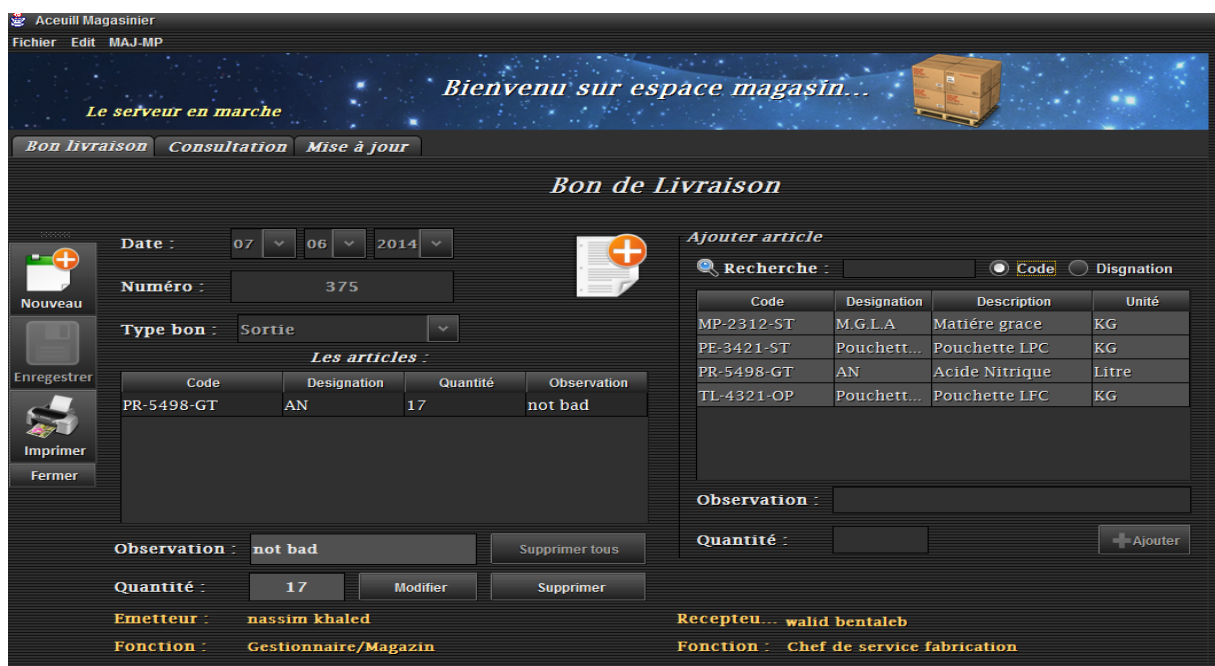 Aceuill Magasinier
Fichier Edit MAJ-MP
Bienvenu sur espace magasin...
Le serveur en marche
Bon livraison Consultation Mise à jour
Bon de Livraison
Nouveau
Enregestrer
Imprimer
Fermer
Date : 07 06 2014
Numéro : 375
Type bon : Sortie
Les articles :
Code Designation Quantité Observation
PR-5498-GT AN 17 not bad
Observation : not bad Supprimer tous
Quantité : 17 Modifier Supprimer
Ajouter article
Recherche : Code Disgnation
Code Designation Description Unité
MP-2312-ST M.G.L.A Matiére grace KG
PE-3421-ST Pouchett... Pouchette LPC KG
PR-5498-GT AN Acide Nitrique Litre
TL-4321-OP Pouchett... Pouchette LFC KG
Observation :
Quantité : Ajouter
Emetteur : nassim khaled
Fonction : Gestionnaire/Magazin
Recepteu... walid bentaleb
Fonction : Chef de service fabrication